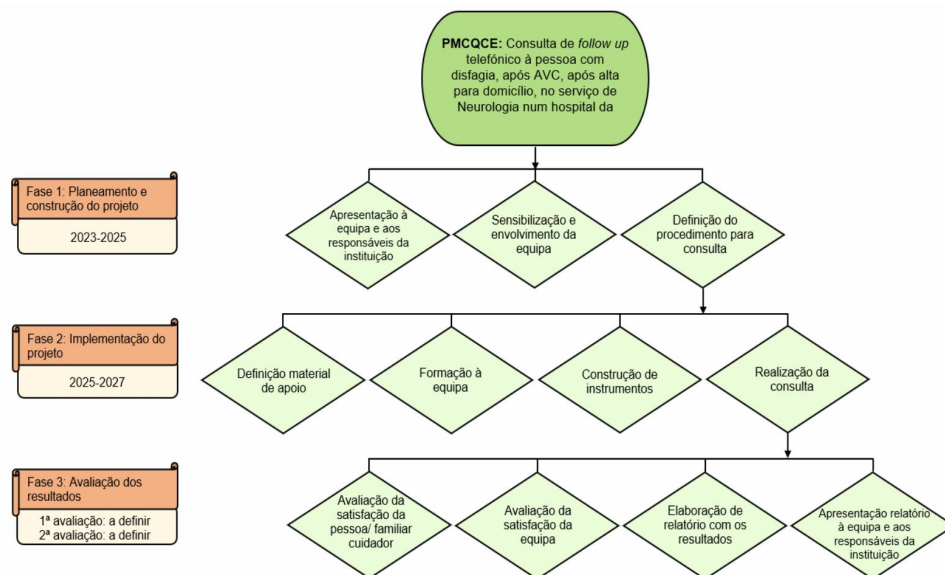 PMCQCE: Consulta de follow up
telefónico à pessoa com
disfagia, após AVC, após alta
para domicílio, no serviço de
Neurologia num hospital da
Fase 1: Planeamento e
construção do projeto
2023-2025
Apresentação à
equipa e aos
responsáveis da
instituição
Sensibilização e
envolvimento da
equipa
Definição do
procedimento para
consulta
Fase 2: Implementação do
projeto
2025-2027
Definição material
de apoio
Formação à
equipa
Construção de
instrumentos
Realização da
consulta
Fase 3: Avaliação dos
resultados
1ª avaliação: a definir
2ª avaliação: a definir
Avaliação da
satisfação da
pessoa/ familiar
cuidador
Avaliação da
satisfação da
equipa
Elaboração de
relatório com os
resultados
Apresentação relatório
à equipa e aos
responsáveis da
instituição